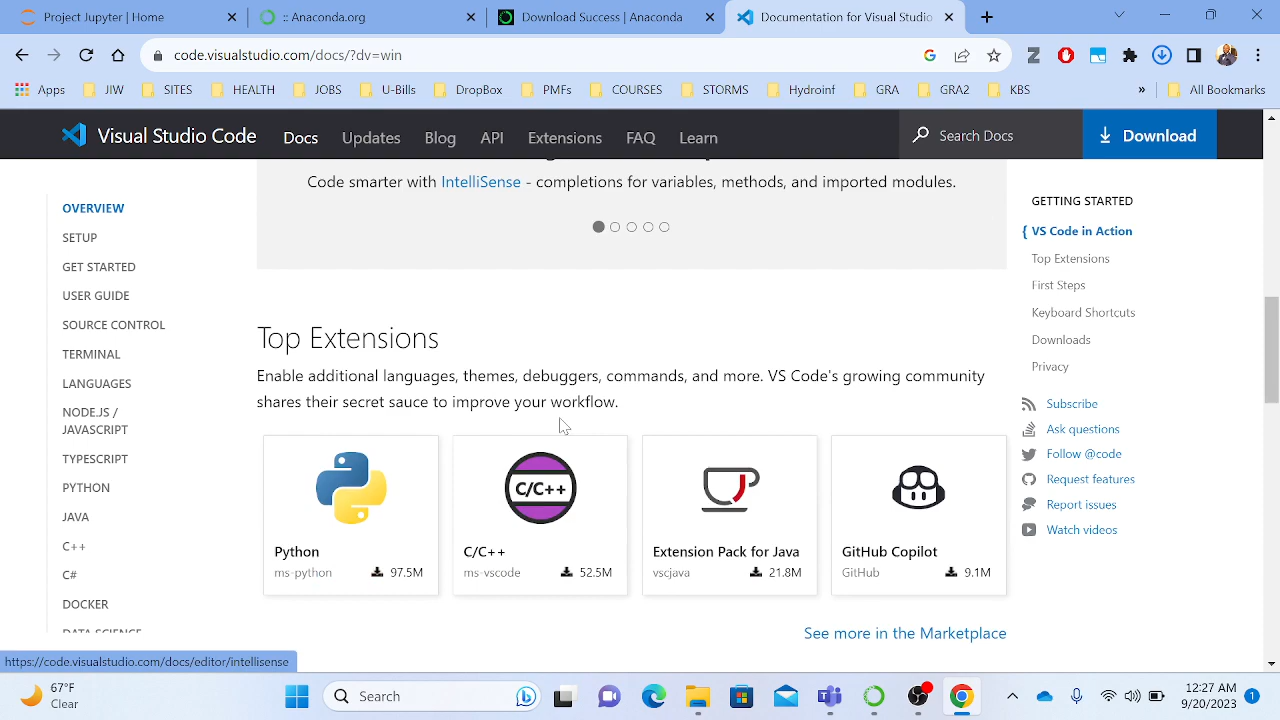 Project Jupyter | Home
:: Anaconda.org
Download Success | Anaconda
Documentation for Visual Studio
code.visualstudio.com/docs/?dv=win
Apps
JIW
SITES
HEALTH
JOBS
U-Bills
DropBox
PMFs
COURSES
STORMS
Hydroinf
GRA
GRA2
KBS
»
All Bookmarks
Visual Studio Code
Docs
Updates
Blog
API
Extensions
FAQ
Learn
Search Docs
Download
Code smarter with IntelliSense - completions for variables, methods, and imported modules.
OVERVIEW
SETUP
GET STARTED
USER GUIDE
SOURCE CONTROL
TERMINAL
LANGUAGES
NODE.JS /
JAVASCRIPT
TYPESCRIPT
PYTHON
JAVA
C++
C#
DOCKER
DATA SCIENCE
Top Extensions
Enable additional languages, themes, debuggers, commands, and more. VS Code's growing community
shares their secret sauce to improve your workflow.
C/C++
Python
ms-python 97.5M
C/C++
ms-vscode 52.5M
Extension Pack for Java
vscjava 21.8M
GitHub Copilot
GitHub 9.1M
See more in the Marketplace
GETTING STARTED
VS Code in Action
Top Extensions
First Steps
Keyboard Shortcuts
Downloads
Privacy
Subscribe
Ask questions
Follow @code
Request features
Report issues
Watch videos
https://code.visualstudio.com/docs/editor/intellisense
67°F
Clear
Search
12:27 AM
9/20/2023
1